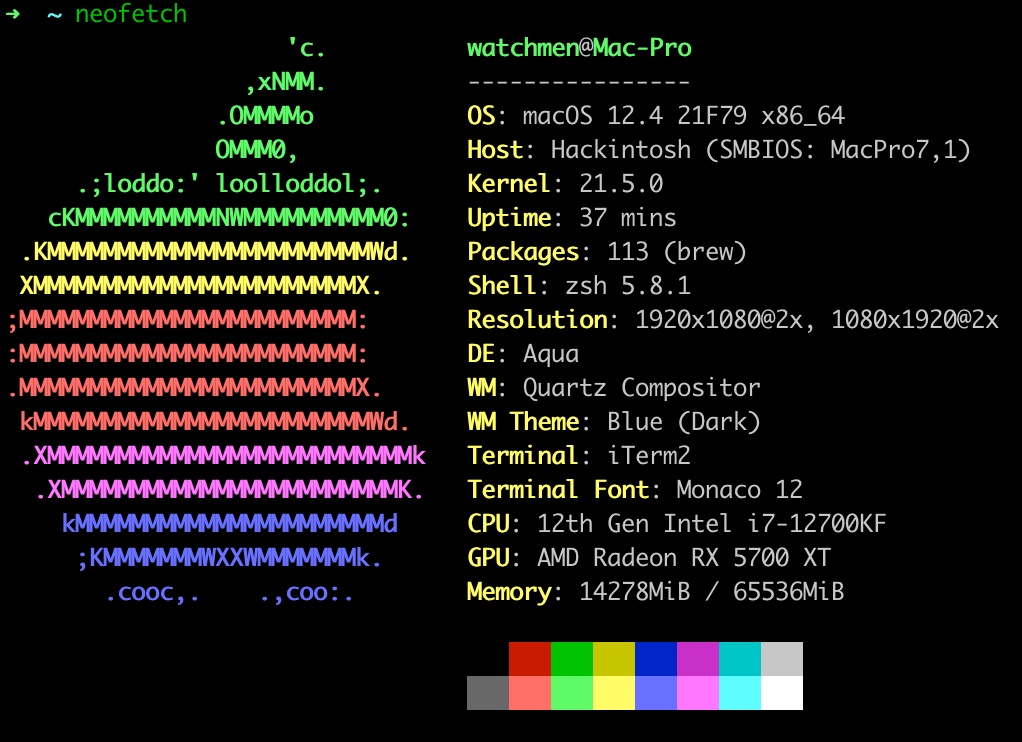 ➜  ~ neofetch
                    'c.          watchmen@Mac-Pro
                 ,xNMM.          ----------------
               .OMMMMo           OS: macOS 12.4 21F79 x86_64
               OMMM0,            Host: Hackintosh (SMBIOS: MacPro7,1)
     .;loddo:' loolloddol;.      Kernel: 21.5.0
   cKMMMMMMMMMMNWMMMMMMMMMM0:    Uptime: 37 mins
 .KMMMMMMMMMMMMMMMMMMMMMMMWd.    Packages: 113 (brew)
 XMMMMMMMMMMMMMMMMMMMMMMMX.      Shell: zsh 5.8.1
;MMMMMMMMMMMMMMMMMMMMMMMM:       Resolution: 1920x1080@2x, 1080x1920@2x
:MMMMMMMMMMMMMMMMMMMMMMMM:       DE: Aqua
.MMMMMMMMMMMMMMMMMMMMMMMMX.      WM: Quartz Compositor
 kMMMMMMMMMMMMMMMMMMMMMMMMWd.    WM Theme: Blue (Dark)
 .XMMMMMMMMMMMMMMMMMMMMMMMMMMk   Terminal: iTerm2
  .XMMMMMMMMMMMMMMMMMMMMMMMMK.   Terminal Font: Monaco 12
    kMMMMMMMMMMMMMMMMMMMMMMd     CPU: 12th Gen Intel i7-12700KF
     ;KMMMMMMMWXXWMMMMMMMk.      GPU: AMD Radeon RX 5700 XT
       .cooc,.    .,coo:.        Memory: 14278MiB / 65536MiB